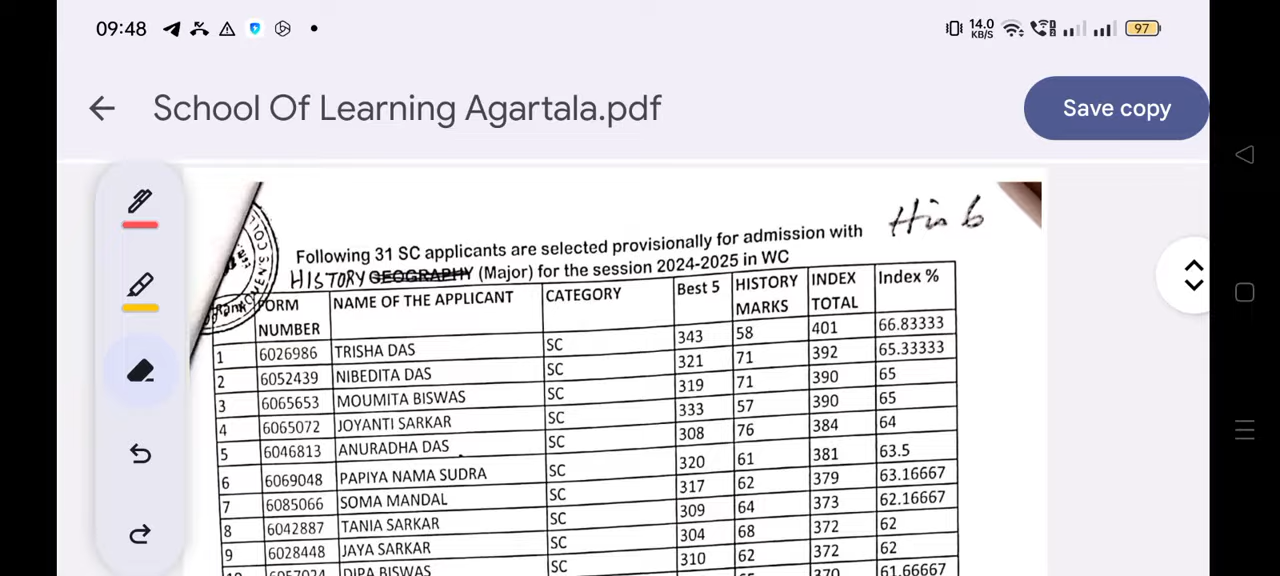 09:48 14.0 KB/S 97
School Of Learning Agartala.pdf Save copy
Hin 6
Following 31 SC applicants are selected provisionally for admission with
HISTORY GEOGRAPHY (Major) for the session 2024-2025 in WC
FORM NUMBER NAME OF THE APPLICANT CATEGORY Best 5 HISTORY MARKS INDEX TOTAL Index %
1 6026986 TRISHA DAS SC 343 58 401 66.83333
2 6052439 NIBEDITA DAS SC 321 71 392 65.33333
3 6065653 MOUMITA BISWAS SC 319 71 390 65
4 6065072 JOYANTI SARKAR SC 333 57 390 65
5 6046813 ANURADHA DAS SC 308 76 384 64
6 6069048 PAPIYA NAMA SUDRA SC 320 61 381 63.5
7 6085066 SOMA MANDAL SC 317 62 379 63.16667
8 6042887 TANIA SARKAR SC 309 64 373 62.16667
9 6028448 JAYA SARKAR SC 304 68 372 62
DIPA BISWAS SC 310 62 372 62
370 61.66667